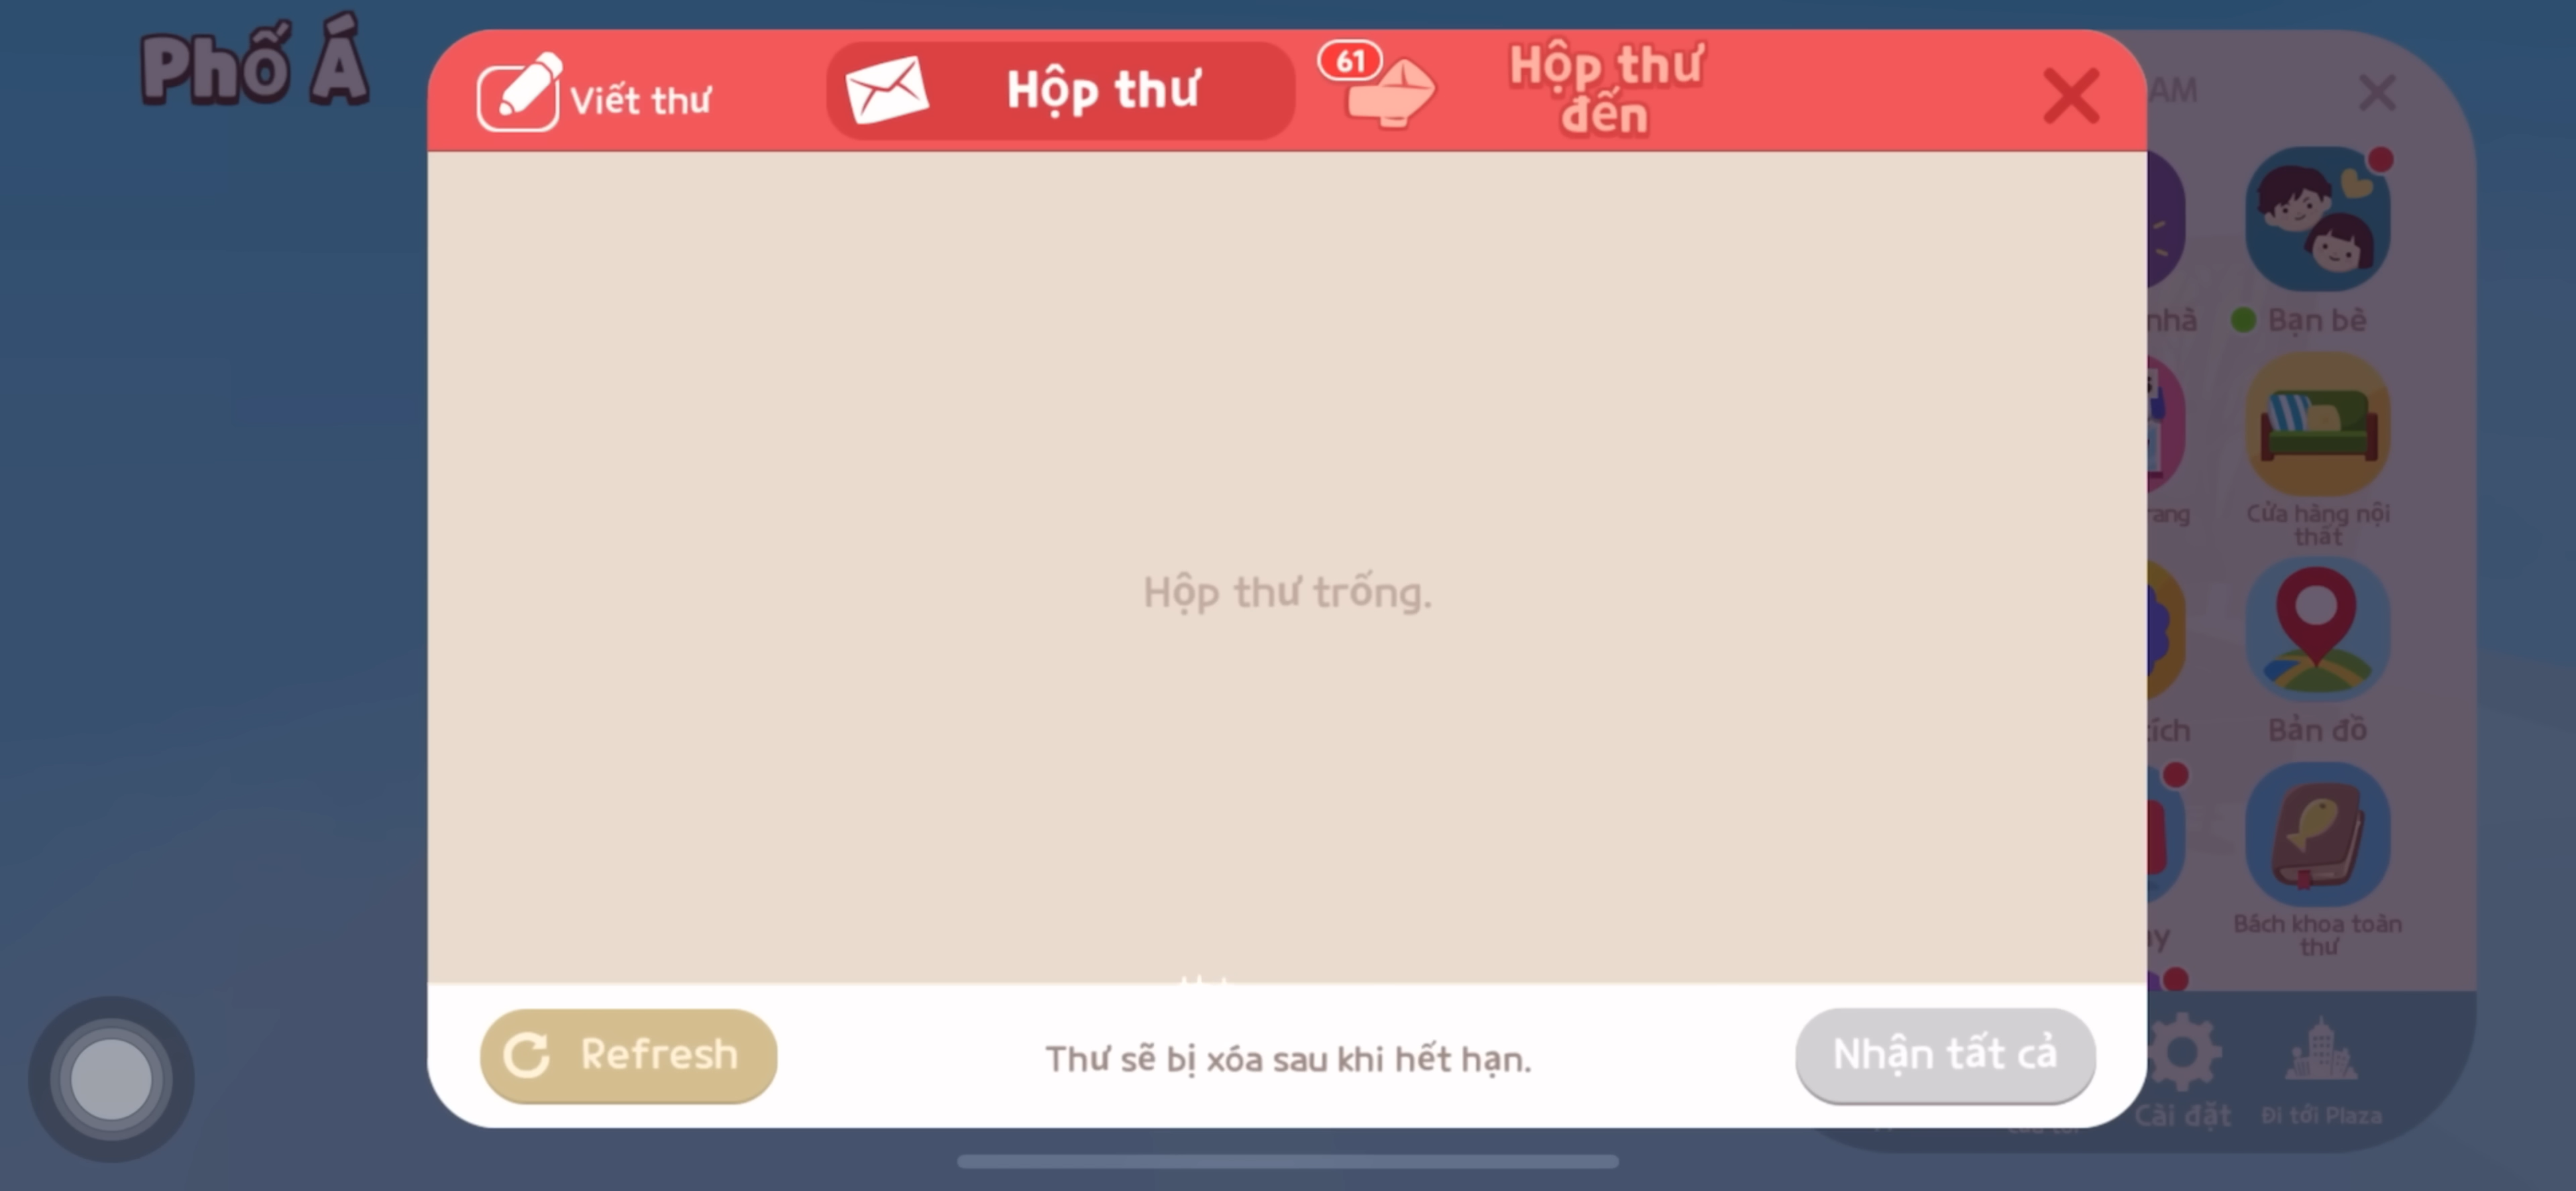 Phố Á
Viết thư
Hộp thư
61
Hộp thư
đến
AM
nhà
Bạn bè
Cửa hàng nội
thất
Hộp thư trống.
Bản đồ
Bách khoa toàn
thư
Refresh
Thư sẽ bị xóa sau khi hết hạn.
Nhận tất cả
Cài đặt
Đi tới Plaza